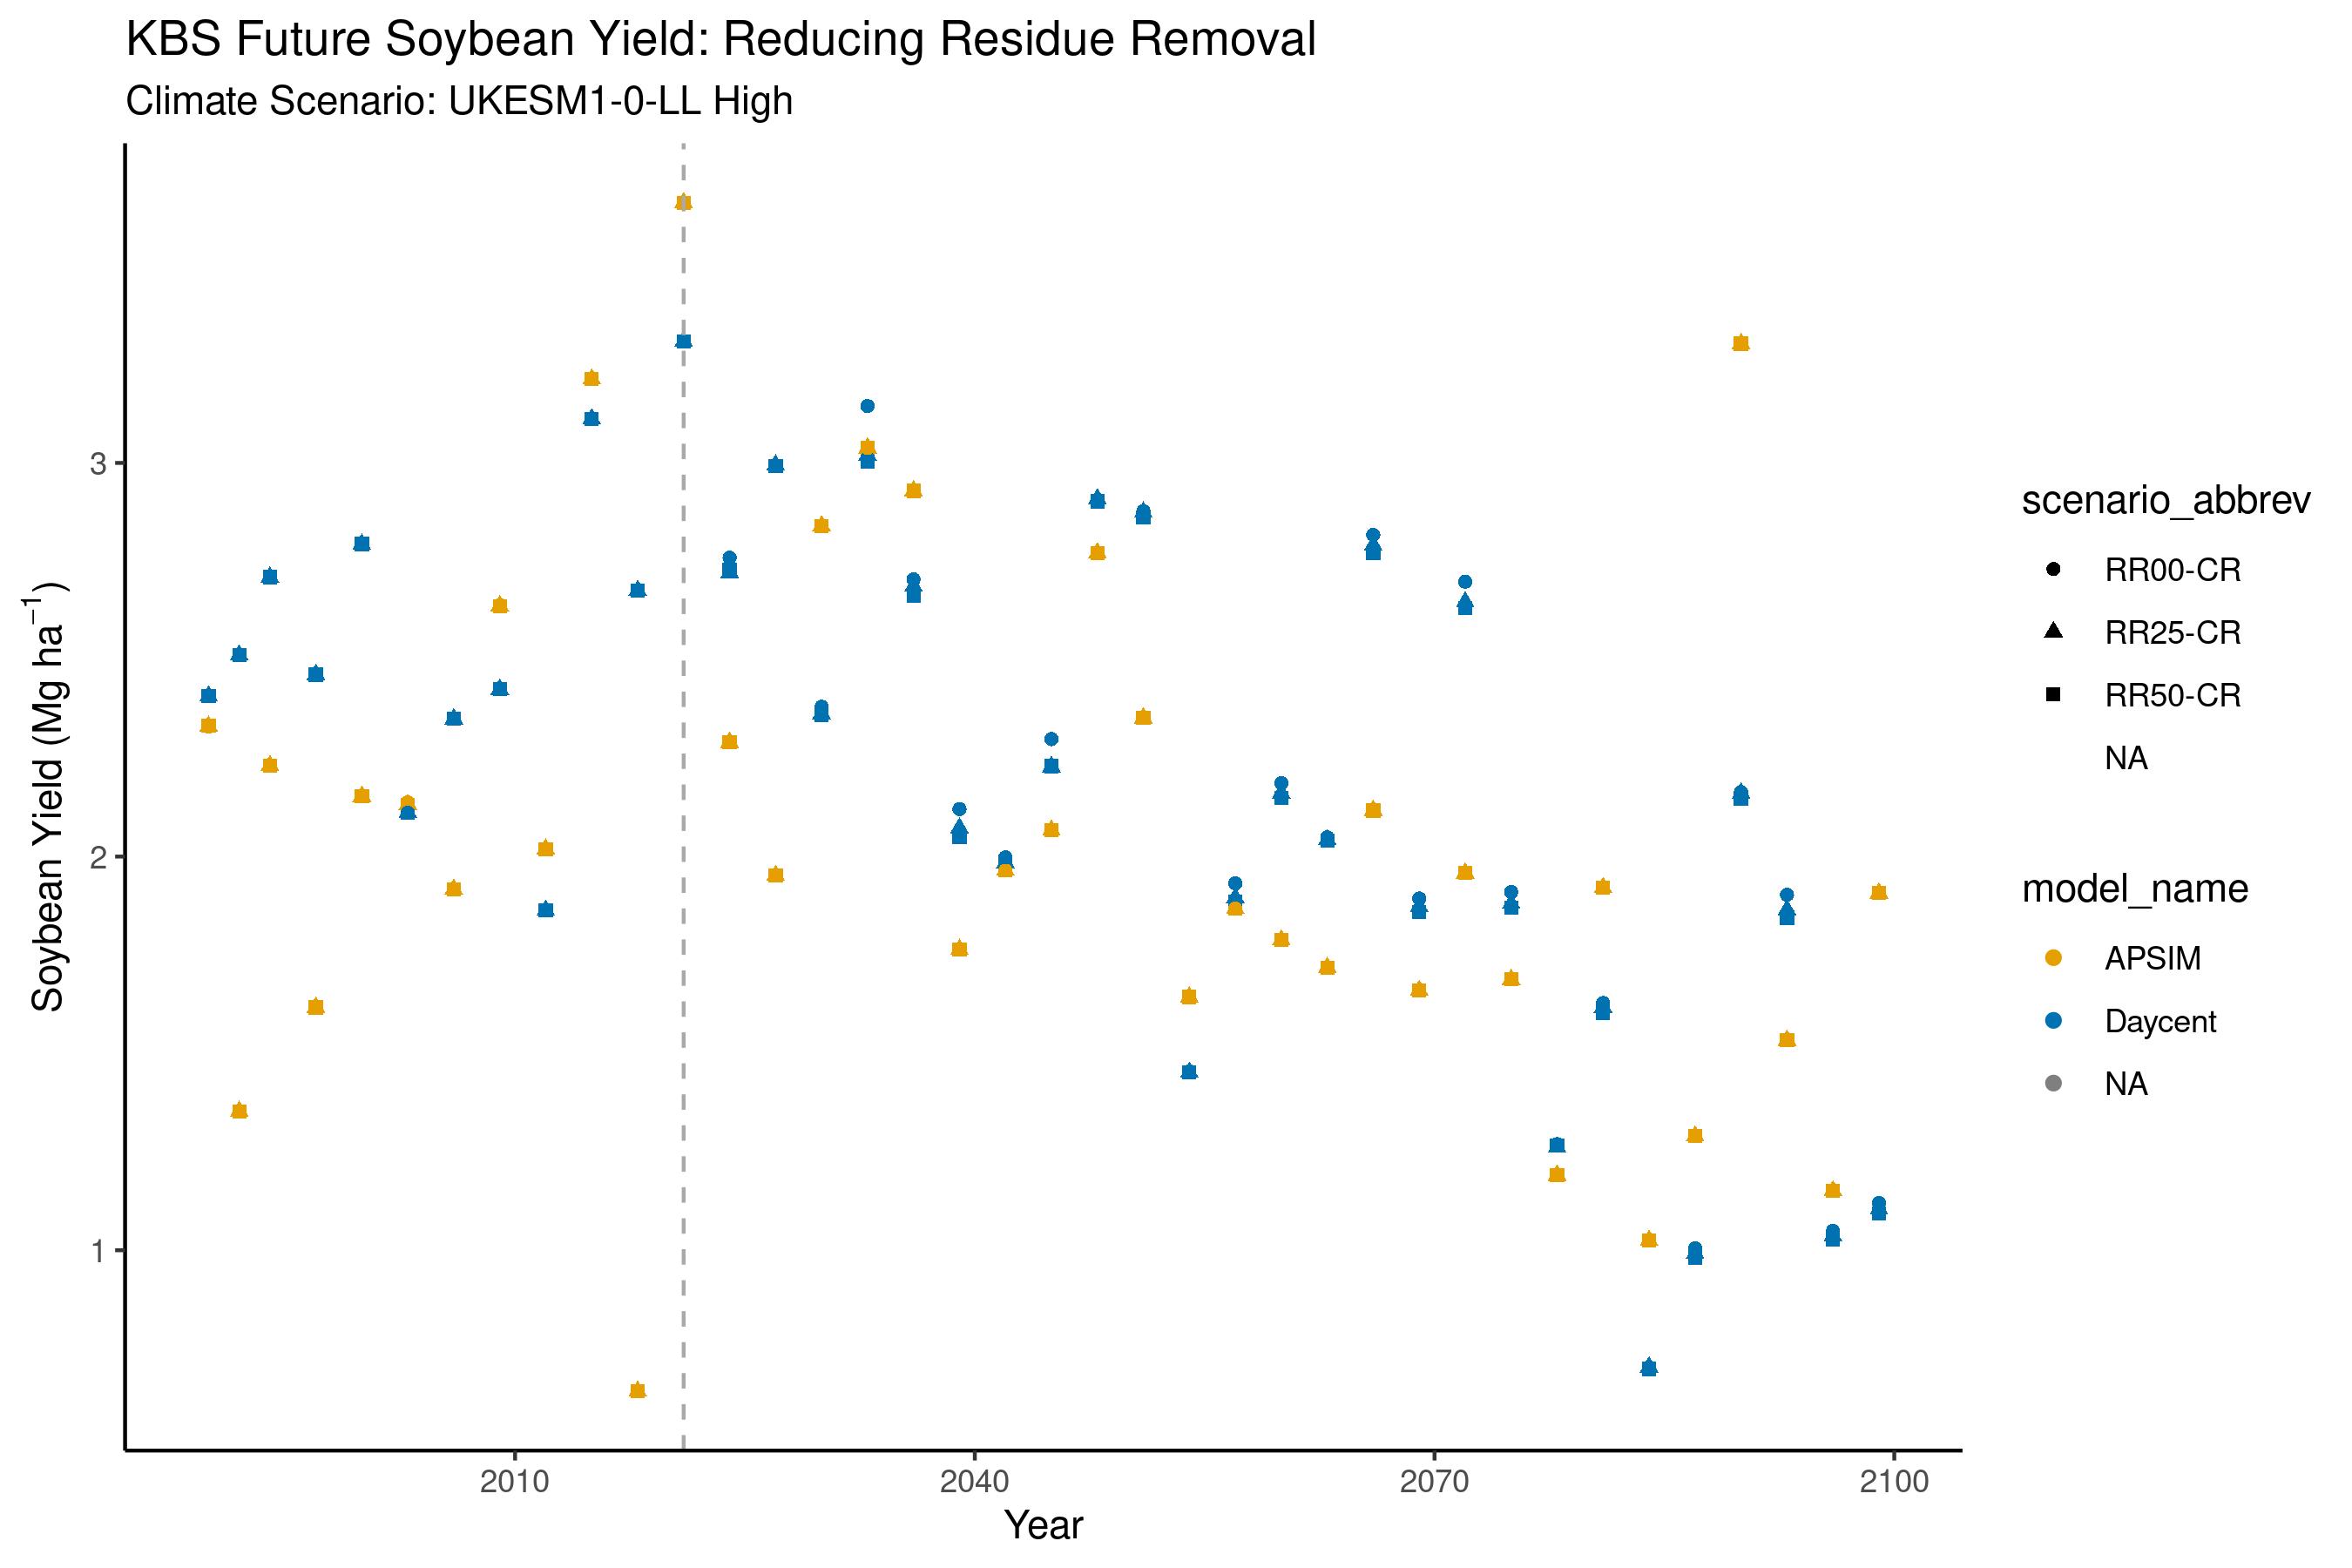 KBS Future Soybean Yield: Reducing Residue Removal
Climate Scenario: UKESM1-0-LL High
Soybean Yield (Mg ha⁻¹)
3
2
1
2010
2040
2070
2100
Year
scenario_abbrev
RR00-CR
RR25-CR
RR50-CR
NA
model_name
APSIM
Daycent
NA